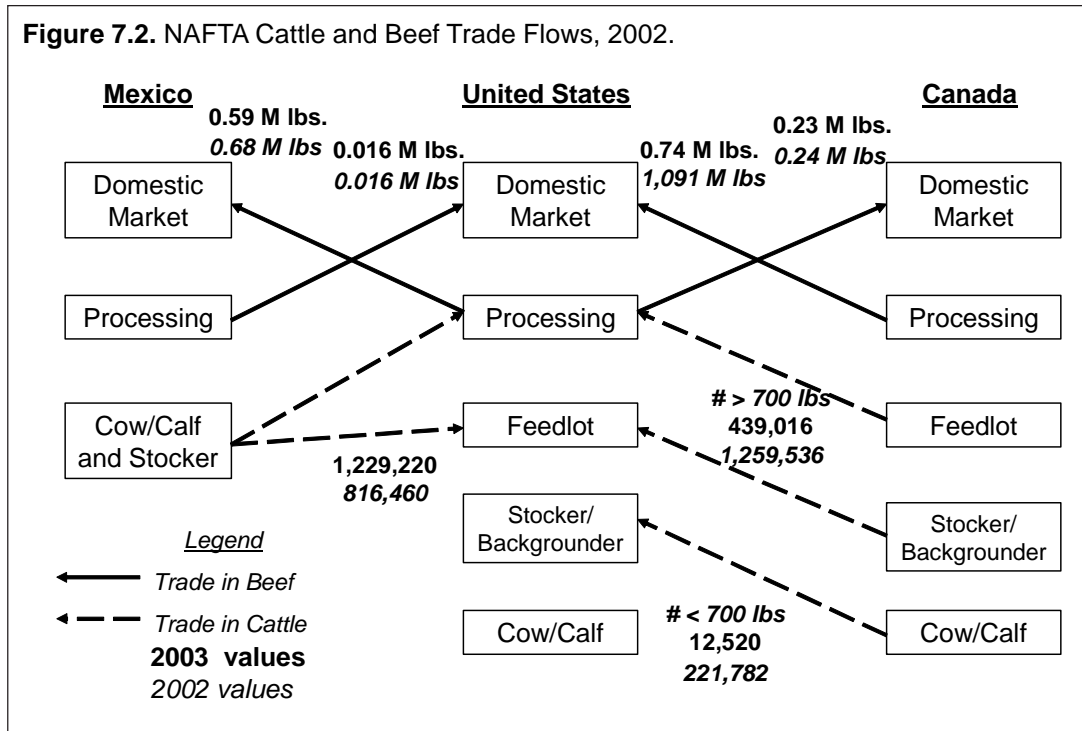 Figure 7.2. NAFTA Cattle and Beef Trade Flows, 2002.
Mexico
United States
Canada
0.59 M lbs.
0.68 M lbs
0.016 M lbs.
0.016 M lbs
0.74 M lbs.
1,091 M lbs
0.23 M lbs.
0.24 M lbs
Domestic
Market
Domestic
Market
Domestic
Market
Processing
Processing
Processing
Cow/Calf
and Stocker
Feedlot
Feedlot
# > 700 lbs
439,016
1,259,536
1,229,220
816,460
Stocker/
Backgrounder
Stocker/
Backgrounder
Cow/Calf
# < 700 lbs
12,520
221,782
Cow/Calf
Legend
Trade in Beef
Trade in Cattle
2003 values
2002 values